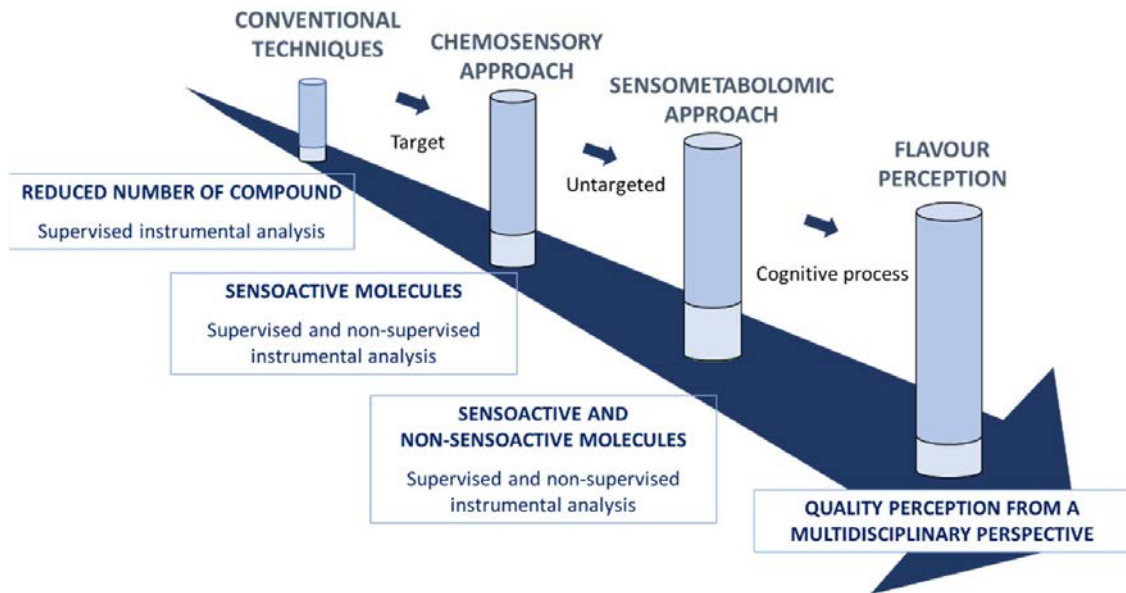 CONVENTIONAL
TECHNIQUES
CHEMOSENSORY
APPROACH
SENSOMETABOLOMIC
APPROACH
FLAVOUR
PERCEPTION
Target
Untargeted
Cognitive process
REDUCED NUMBER OF COMPOUND
Supervised instrumental analysis
SENSOACTIVE MOLECULES
Supervised and non-supervised
instrumental analysis
SENSOACTIVE AND
NON-SENSOACTIVE MOLECULES
Supervised and non-supervised
instrumental analysis
QUALITY PERCEPTION FROM A
MULTIDISCIPLINARY PERSPECTIVE